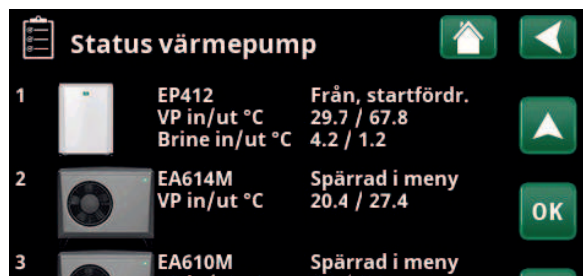 Status värmepump
1 EP412 Från, startfördr.
VP in/ut °C 29.7 / 67.8
Brine in/ut °C 4.2 / 1.2
2 EA614M Spärrad i meny
VP in/ut °C 20.4 / 27.4
OK
3 EA610M Spärrad i meny